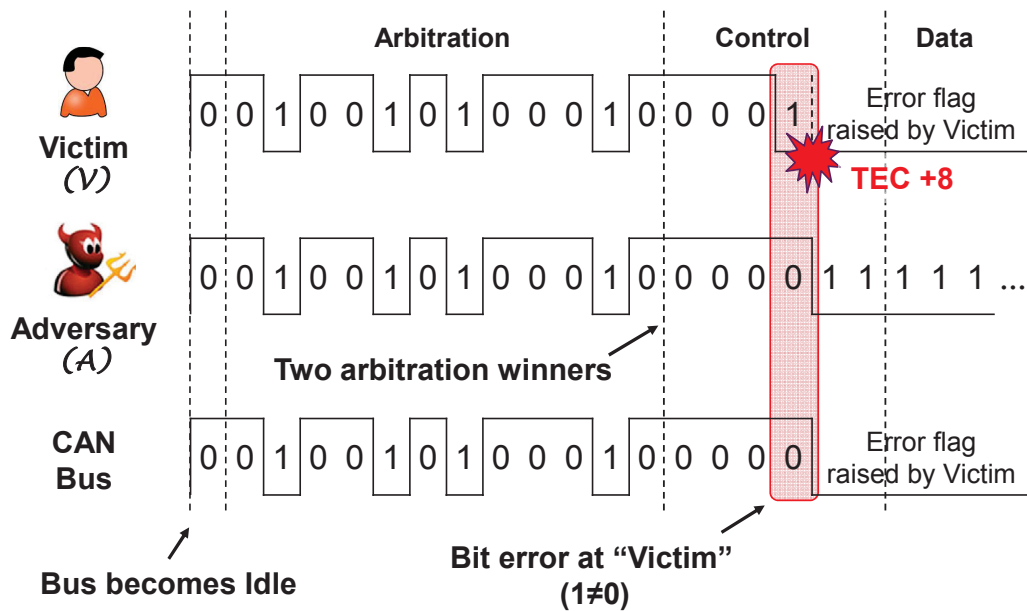 Arbitration
Control
Data
0 0 1 0 0 1 0 1 0 0 0 1 0 0 0 0 1
Error flag
raised by Victim
Victim
(V)
TEC +8
0 0 1 0 0 1 0 1 0 0 0 1 0 0 0 0 0 1 1 1 1 1 ...
Adversary
(A)
Two arbitration winners
CAN
Bus
0 0 1 0 0 1 0 1 0 0 0 1 0 0 0 0 0
Error flag
raised by Victim
Bus becomes Idle
Bit error at “Victim”
(1≠0)